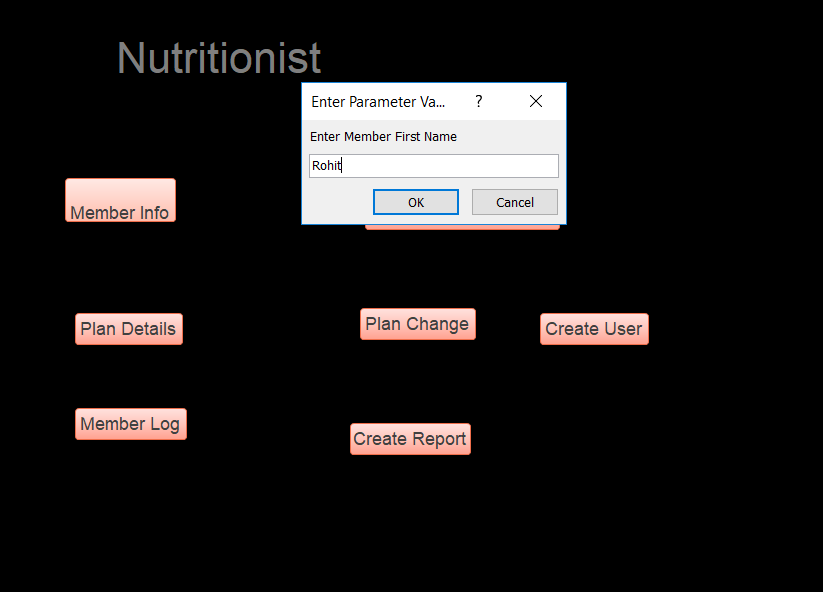 Nutritionist
Enter Parameter Va... ?
Enter Member First Name
Rohit
OK Cancel
Member Info
Plan Details
Plan Change
Create User
Member Log
Create Report